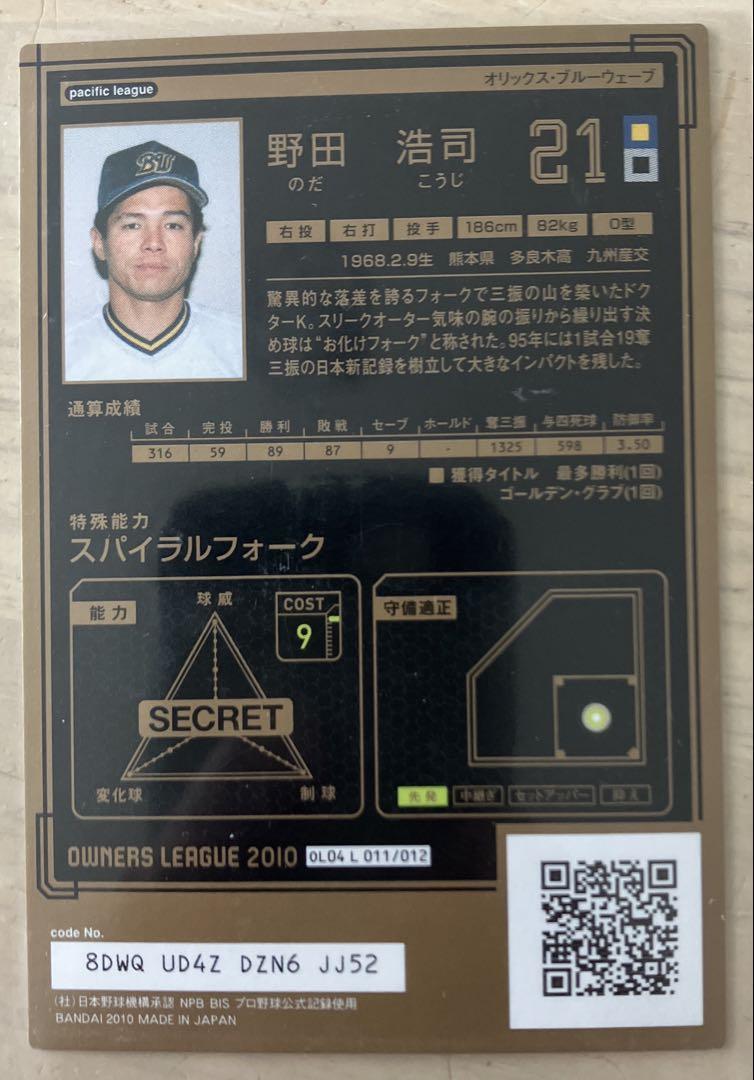 pacific league
オリックス・ブルーウェーブ
BW
野田 浩司 21
のだ こうじ
右投 右打 投手 186cm 82kg O型
1968.2.9生 熊本県 多良木高 九州産交
驚異的な落差を誇るフォークで三振の山を築いたドク
ターK。スリークオーター気味の腕の振りから繰り出す決
め球は“お化けフォーク”と称された。95年には1試合19奪
三振の日本新記録を樹立して大きなインパクトを残した。
通算成績
試合 完投 勝利 敗戦 セーブ ホールド 奪三振 与四死球 防御率
316 59 89 87 9 - 1325 598 3.50
■獲得タイトル 最多勝利(1回)
ゴールデン・グラブ(1回)
特殊能力
スパイラルフォーク
能力
球威
COST
9
SECRET
変化球 制球
守備適正
先発 中継ぎ セットアッパー 抑え
OWNERS LEAGUE 2010 OL04 L 011/012
code No.
8DWQ UD4Z DZN6 JJ52
(社)日本野球機構承認 NPB BIS プロ野球公式記録使用
BANDAI 2010 MADE IN JAPAN